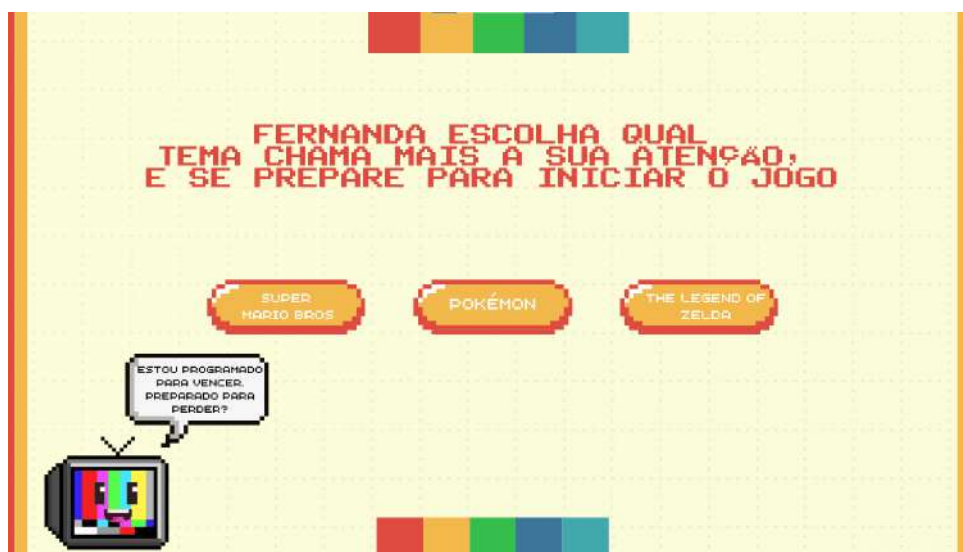 FERNANDA ESCOLHA QUAL
TEMA CHAMA MAIS A SUA ATENÇÃO,
E SE PREPARE PARA INICIAR O JOGO
SUPER
MARIO BROS
POKÉMON
THE LEGEND OF
ZELDA
ESTOU PROGRAMADO
PARA VENCER.
PREPARADO PARA
PERDER?